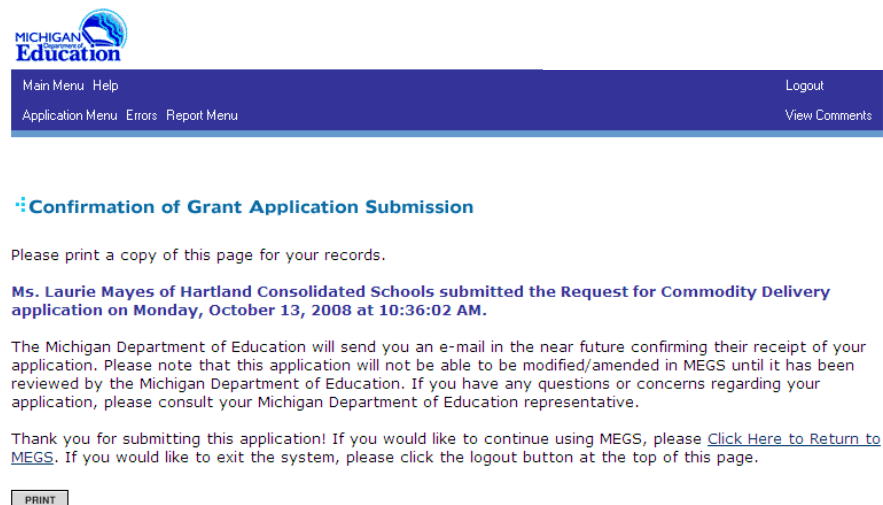 MICHIGAN
Department of
Education
Main Menu Help Logout
Application Menu Errors Report Menu View Comments
Confirmation of Grant Application Submission
Please print a copy of this page for your records.
Ms. Laurie Mayes of Hartland Consolidated Schools submitted the Request for Commodity Delivery
application on Monday, October 13, 2008 at 10:36:02 AM.
The Michigan Department of Education will send you an e-mail in the near future confirming their receipt of your
application. Please note that this application will not be able to be modified/amended in MEGS until it has been
reviewed by the Michigan Department of Education. If you have any questions or concerns regarding your
application, please consult your Michigan Department of Education representative.
Thank you for submitting this application! If you would like to continue using MEGS, please Click Here to Return to
MEGS. If you would like to exit the system, please click the logout button at the top of this page.
PRINT